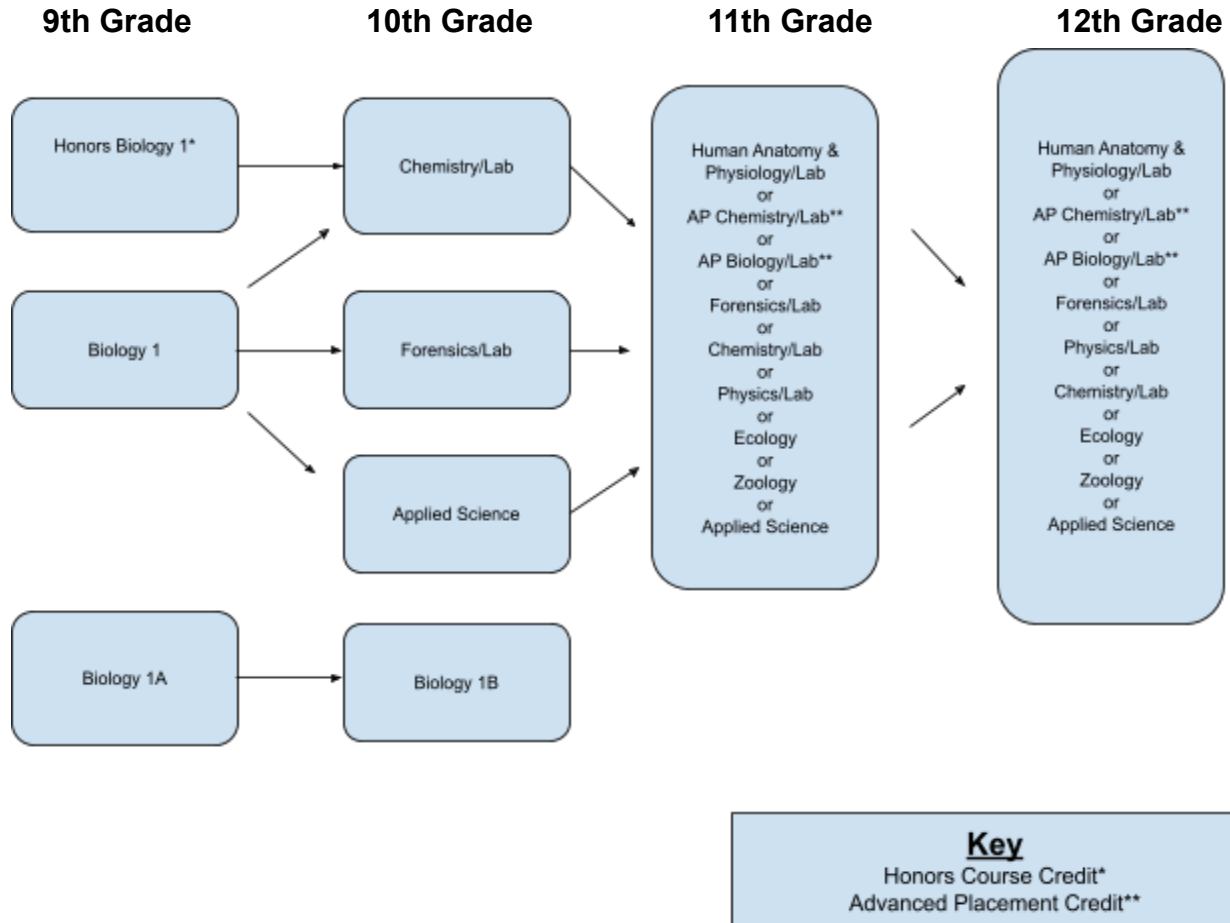 9th Grade
10th Grade
11th Grade
12th Grade
Honors Biology 1*
Biology 1
Biology 1A
Chemistry/Lab
Forensics/Lab
Applied Science
Biology 1B
Human Anatomy &
Physiology/Lab
or
AP Chemistry/Lab**
or
AP Biology/Lab**
or
Forensics/Lab
or
Chemistry/Lab
or
Physics/Lab
or
Ecology
or
Zoology
or
Applied Science
Human Anatomy &
Physiology/Lab
or
AP Chemistry/Lab**
or
AP Biology/Lab**
or
Forensics/Lab
or
Physics/Lab
or
Chemistry/Lab
or
Ecology
or
Zoology
or
Applied Science
Key
Honors Course Credit*
Advanced Placement Credit**